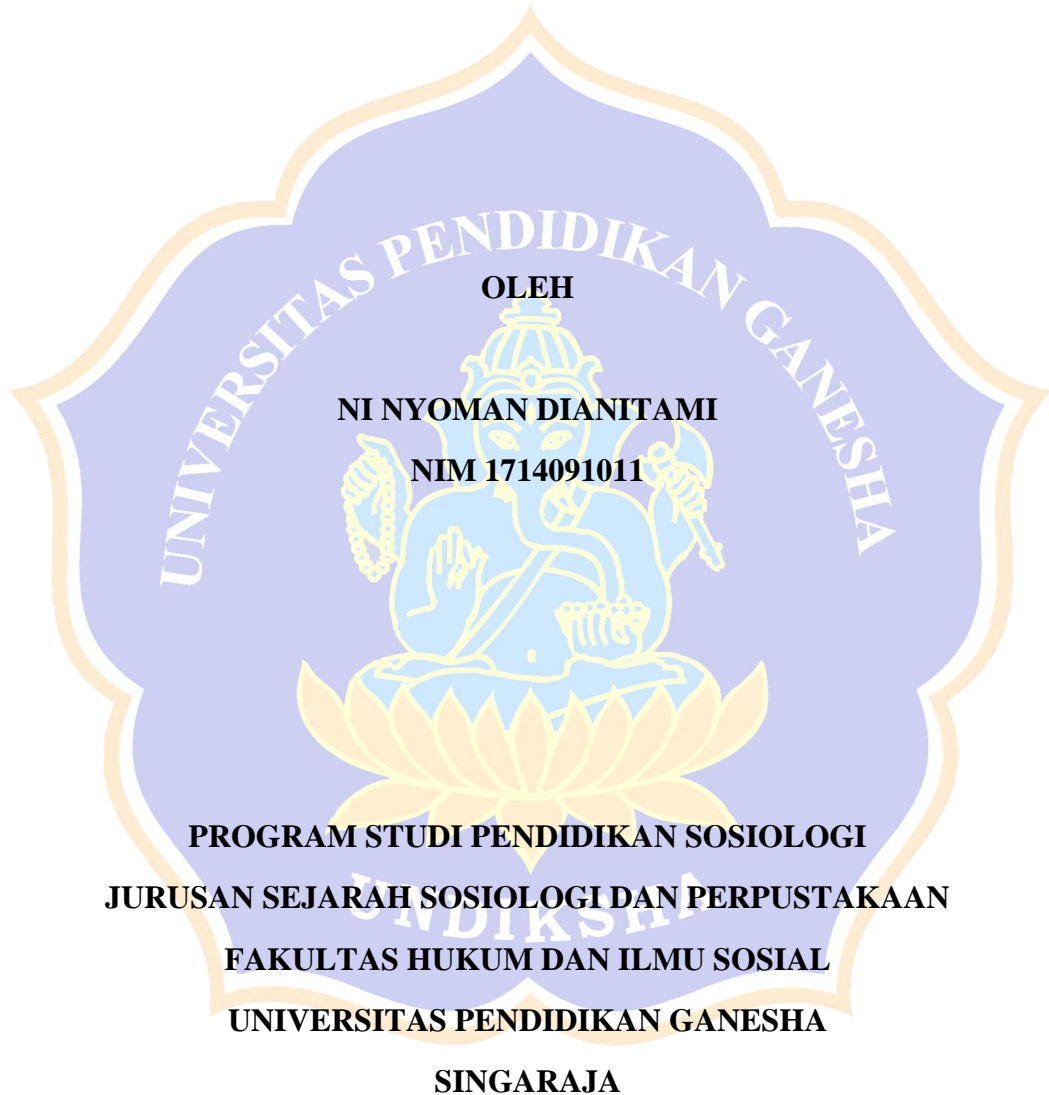 UNIVERSITAS PENDIDIKAN GANESHA
OLEH
NI NYOMAN DIANITAMI
NIM 1714091011
PROGRAM STUDI PENDIDIKAN SOSIOLOGI
JURUSAN SEJARAH SOSIOLOGI DAN PERPUSTAKAAN
UNDIKSHA
FAKULTAS HUKUM DAN ILMU SOSIAL
UNIVERSITAS PENDIDIKAN GANESHA
SINGARAJA